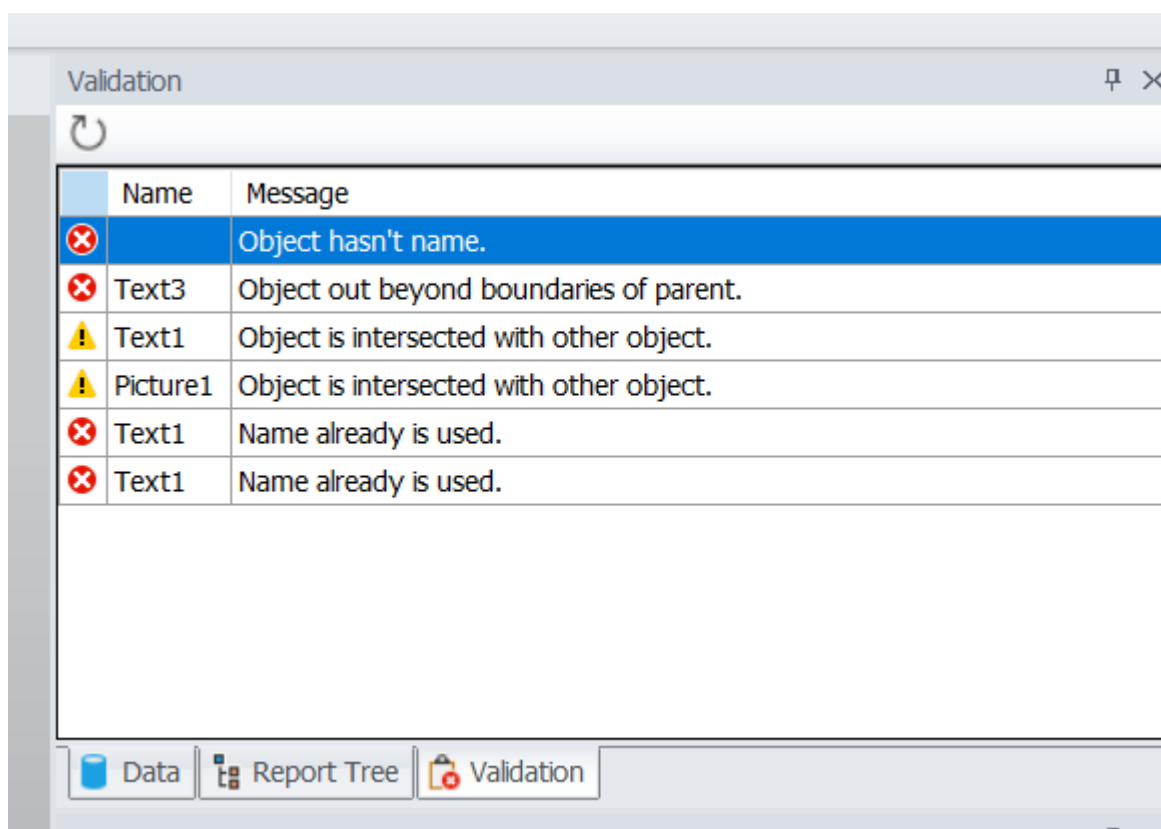 Validation
Name Message
Object hasn't name.
Text3 Object out beyond boundaries of parent.
Text1 Object is intersected with other object.
Picture1 Object is intersected with other object.
Text1 Name already is used.
Text1 Name already is used.
Data Report Tree Validation